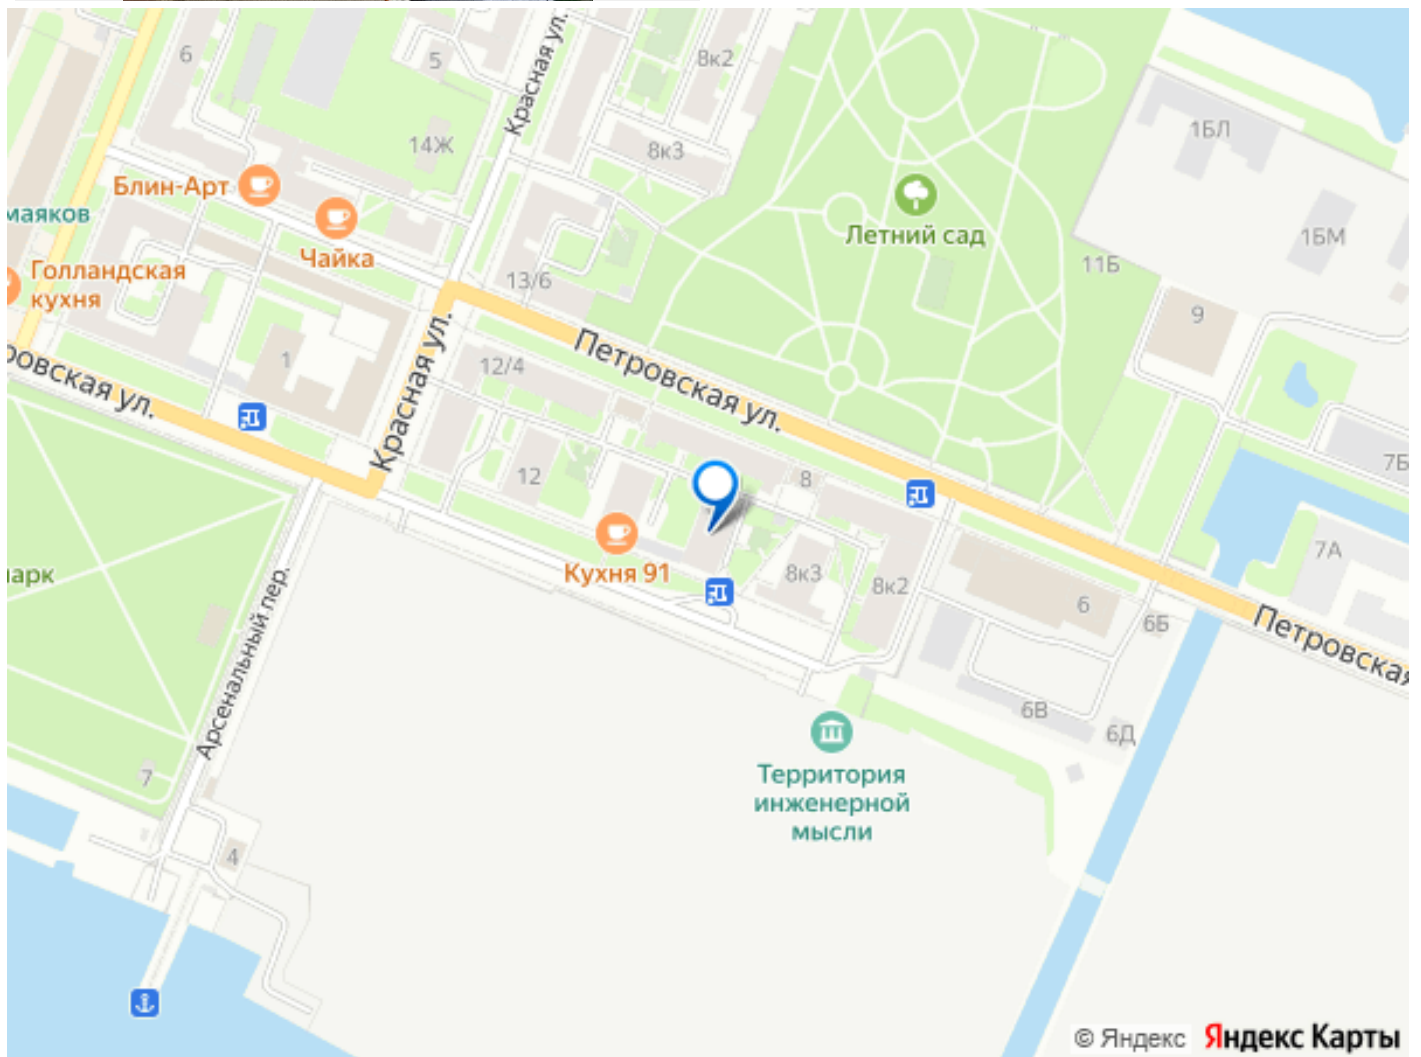 6
5
Красная ул.
8к2
14Ж
8к3
1БЛ
Блин-Арт
маяков
Чайка
Летний сад
1БМ
11Б
Голландская
кухня
13/6
9
1
12/4
Петровская ул.
Красная ул.
ровская ул.
7Б
12
8
7А
Кухня 91
8к3
8к2
6
6Б
Петровская
парк
Арсенальный пер.
6В
6Д
7
Территория
инженерной
мысли
4
© Яндекс Яндекс Карты